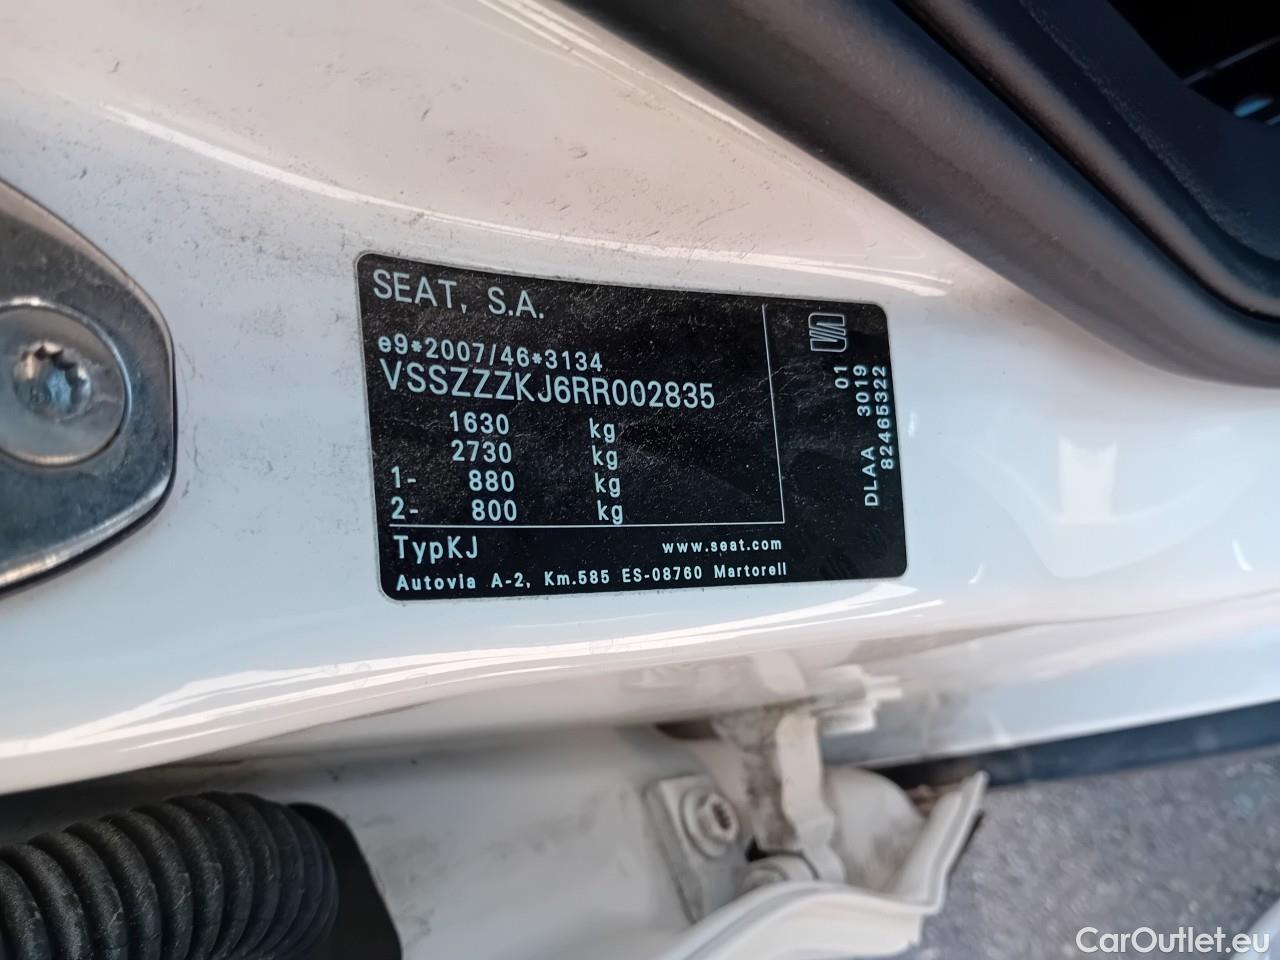 SEAT, S.A.
e9*2007/46*3134
VSSZZZKJ6RR002835
1630 kg
2730 kg
1- 880 kg
2- 800 kg
TypKJ www.seat.com
Autovia A-2, Km.585 ES-08760 Martorell
01
DLAA 3019
82465322
CarOutlet.eu